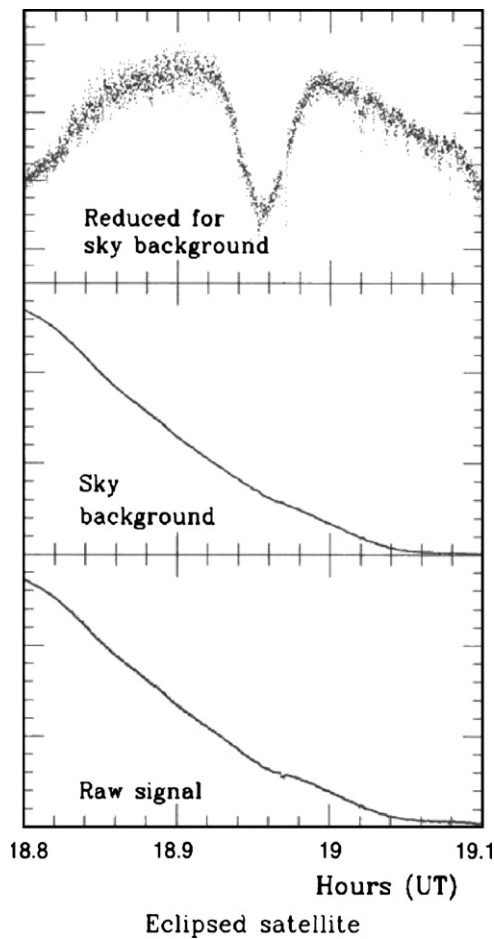 Reduced for
sky background
Sky
background
Raw signal
18.8 18.9 19 19.1
Hours (UT)
Eclipsed satellite